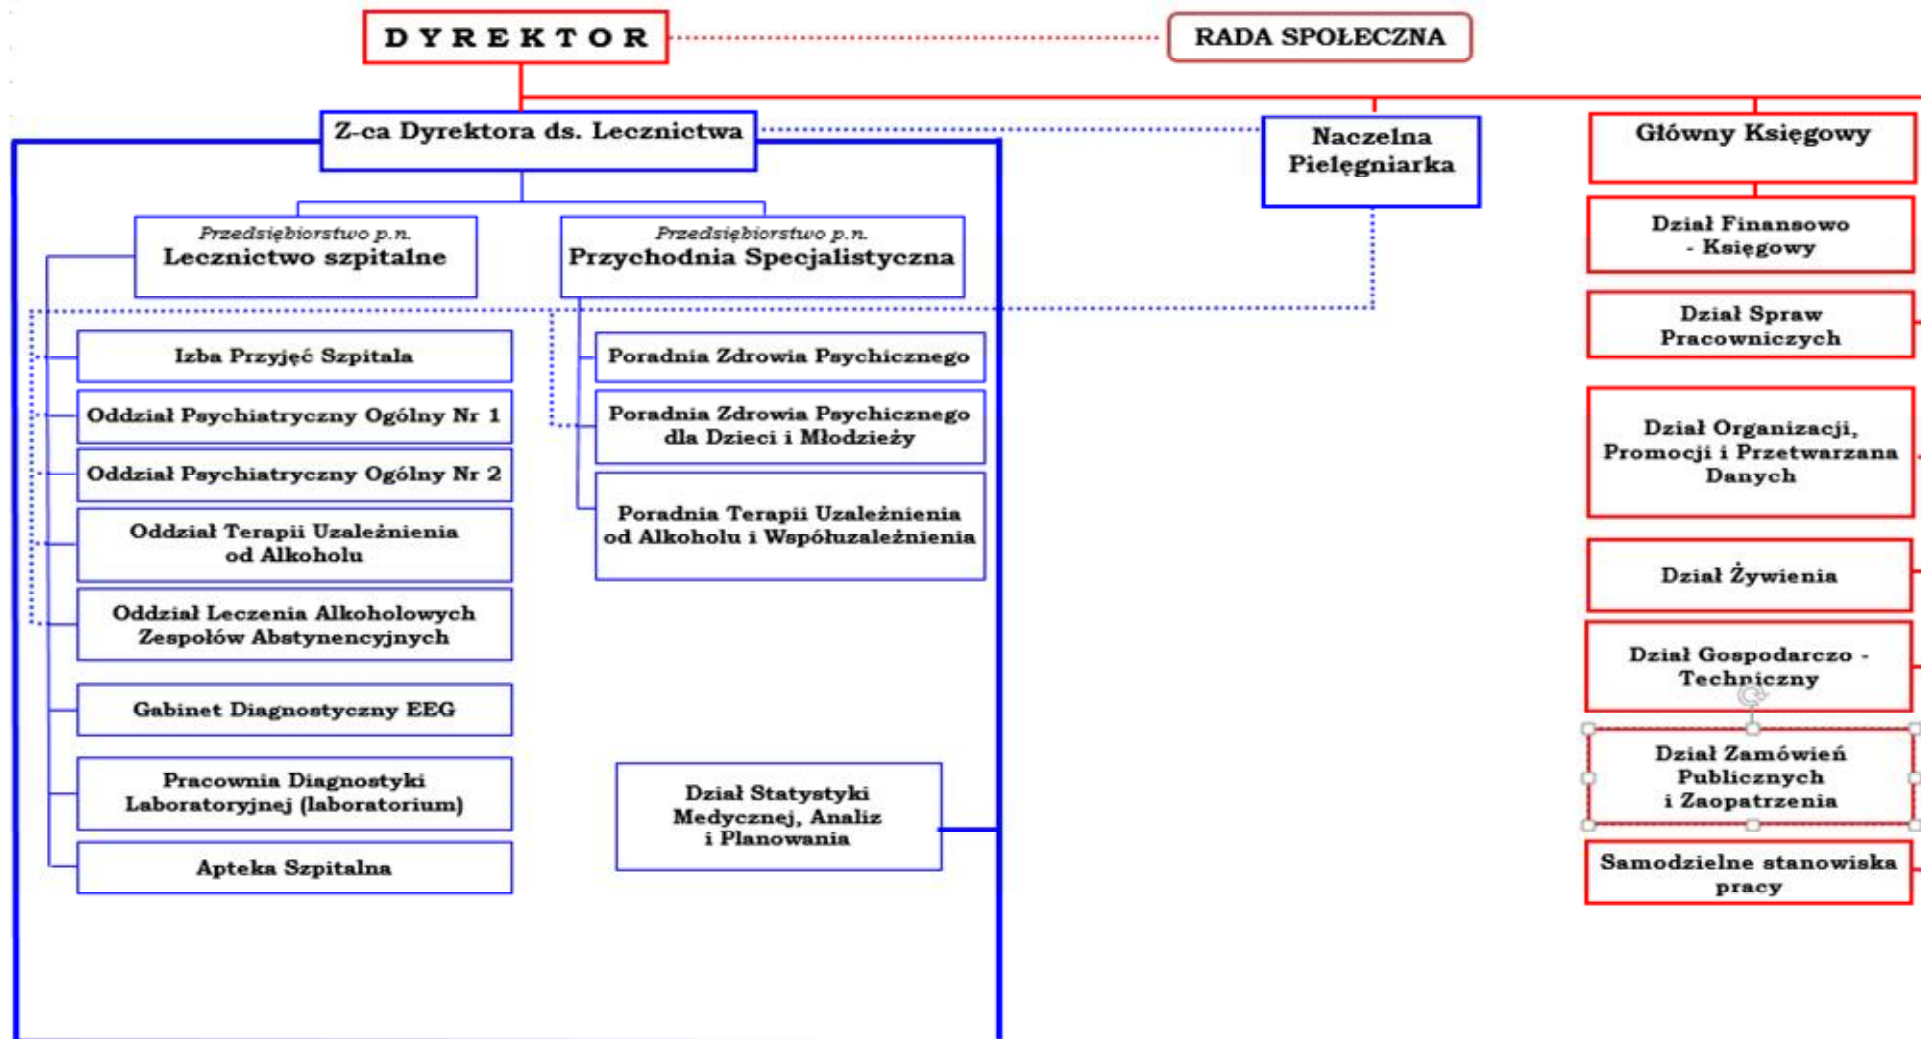 D Y R E K T O R
RADA SPOŁECZNA
Z-ca Dyrektora ds. Lecznictwa
Naczelna
Pielęgniarka
Główny Księgowy
Przedsiębiorstwo p.n.
Lecznictwo szpitalne
Przedsiębiorstwo p.n.
Przychodnia Specjalistyczna
Izba Przyjęć Szpitala
Oddział Psychiatryczny Ogólny Nr 1
Oddział Psychiatryczny Ogólny Nr 2
Oddział Terapii Uzależnienia
od Alkoholu
Oddział Leczenia Alkoholowych
Zespołów Abstynencyjnych
Gabinet Diagnostyczny EEG
Pracownia Diagnostyki
Laboratoryjnej (laboratorium)
Apteka Szpitalna
Poradnia Zdrowia Psychicznego
Poradnia Zdrowia Psychicznego
dla Dzieci i Młodzieży
Poradnia Terapii Uzależnienia
od Alkoholu i Współuzależnienia
Dział Statystyki
Medycznej, Analiz
i Planowania
Dział Finansowo
- Księgowy
Dział Spraw
Pracowniczych
Dział Organizacji,
Promocji i Przetwarzana
Danych
Dział Żywienia
Dział Gospodarczo -
Techniczny
Dział Zamówień
Publicznych
i Zaopatrzenia
Samodzielne stanowiska
pracy